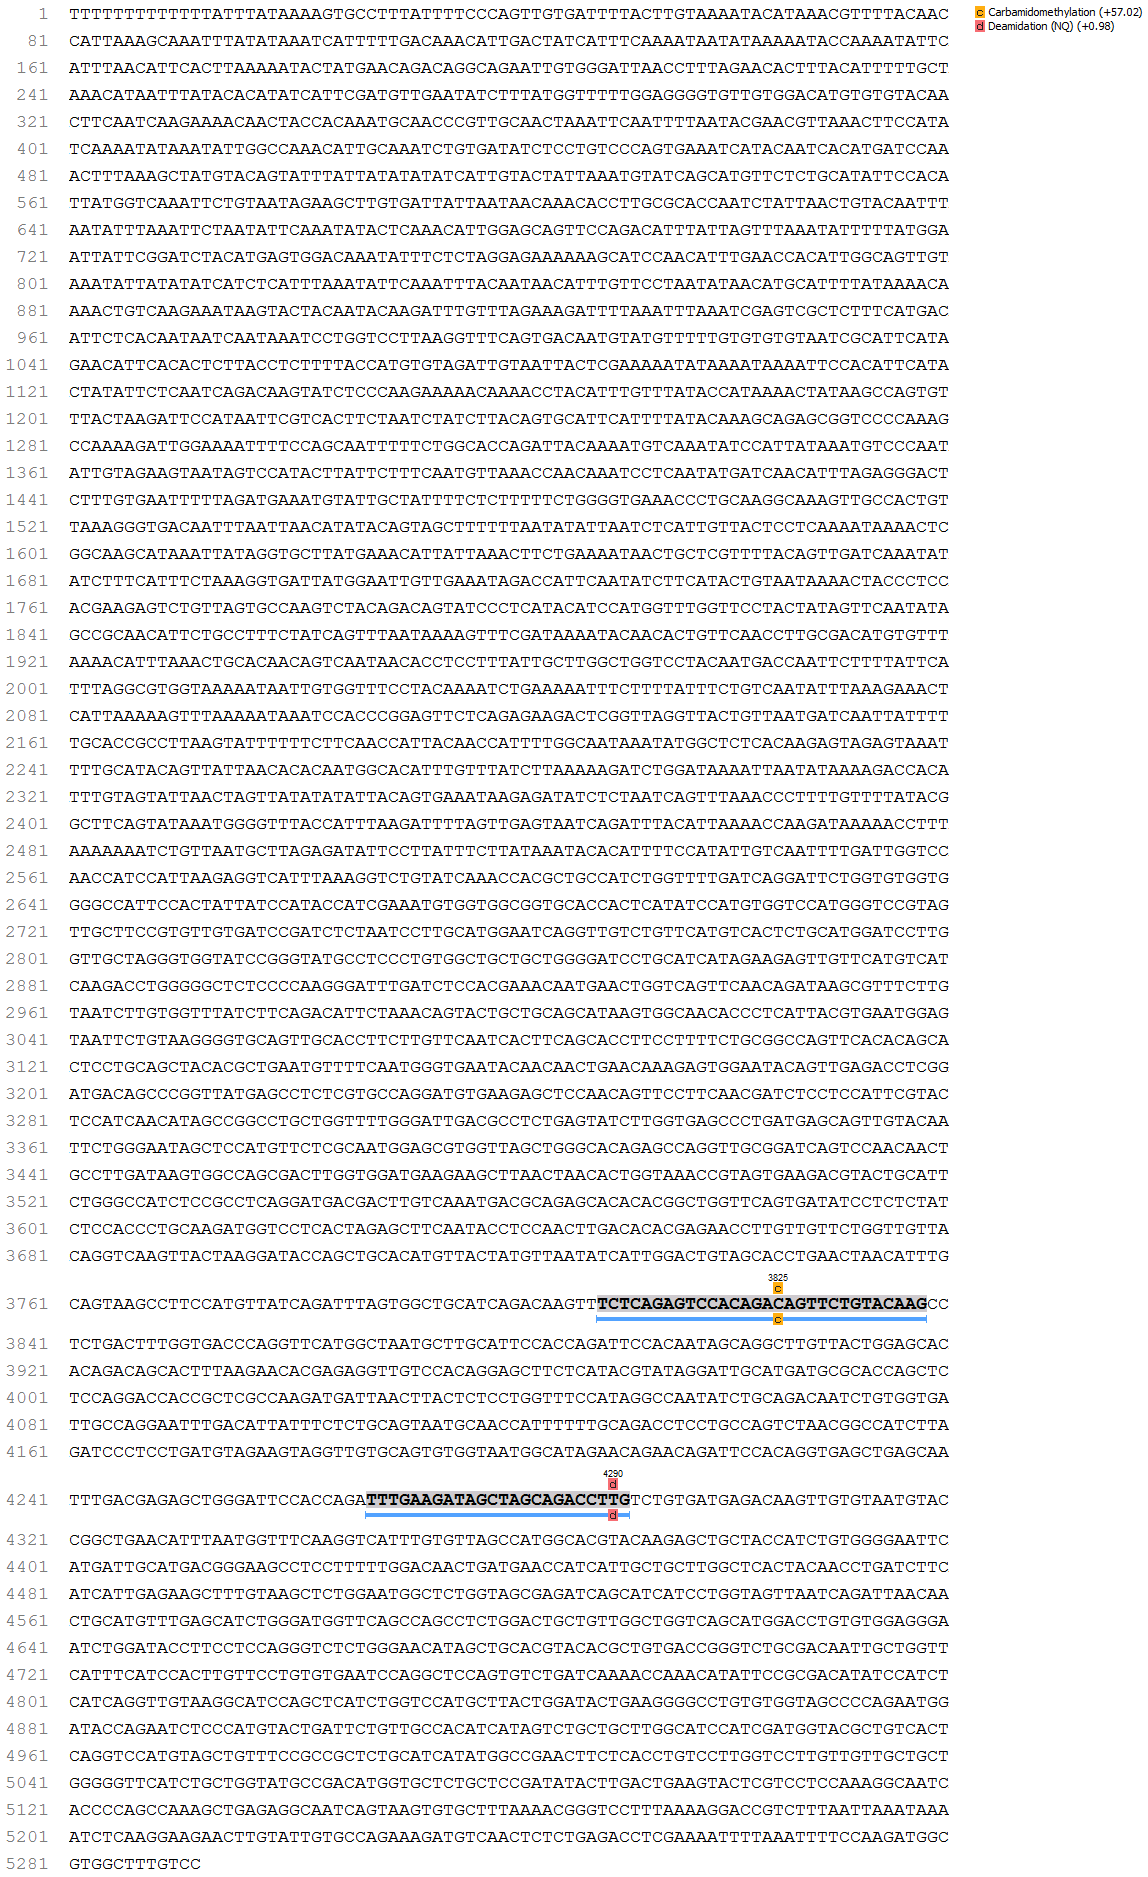 1 TTTTTTTTTTTTTTATTTATAAAAGTGCCTTTATTTTCCCAGTTGTGATTTTACTTGTAAAATACATAAACGTTTTACAAC
c Carbamidomethylation (+57.02)
81 CATTAAAGCAAATTTATATAAATCATTTTTGACAAACATTGACTATCATTTCAAAATAATATAAAAATACCAAAATATTC
d Deamidation (NQ) (+0.98)
161 ATTTAACATTCACTTAAAAATACTATGAACAGACAGGCAGAATTGTGGGATTAACCTTTAGAACACTTTACATTTTTGCT
241 AAACATAATTTATACACATATCATTCGATGTTGAATATCTTTATGGTTTTTGGAGGGGTGTTGTGGACATGTGTGTACAA
321 CTTCAATCAAGAAAACAACTACCACAAATGCAACCCGTTGCAACTAAATTCAATTTTAATACGAACGTTAAACTTCCATA
401 TCAAAATATAAATATTGGCCAAACATTGCAAATCTGTGATATCTCCTGTCCCAGTGAAATCATACAATCACATGATCCAA
481 ACTTTAAAGCTATGTACAGTATTTATTATATATATCATTGTACTATTAAATGTATCAGCATGTTCTCTGCATATTCCACA
561 TTATGGTCAAATTCTGTAATAGAAGCTTGTGATTATTAATAACAAACACCTTGCGCACCAATCTATTAACTGTACAATTT
641 AATATTTAAATTCTAATATTCAAATATACTCAAACATTGGAGCAGTTCCAGACATTTATTAGTTTAAATATTTTTATGGA
721 ATTATTCGGATCTACATGAGTGGACAAATATTTCTCTAGGAGAAAAAAGCATCCAACATTTGAACCACATTGGCAGTTGT
801 AAATATTATATATCATCTCATTTAAATATTCAAATTTACAATAACATTTGTTCCTAATATAACATGCATTTTATAAAACA
881 AAACTGTCAAGAAATAAGTACTACAATACAAGATTTGTTTAGAAAGATTTTAAATTTAAATCGAGTCGCTCTTTCATGAC
961 ATTCTCACAATAATCAATAAATCCTGGTCCTTAAGGTTTCAGTGACAATGTATGTTTTTGTGTGTGTAATCGCATTCATA
1041 GAACATTCACACTCTTACCTCTTTTACCATGTGTAGATTGTAATTACTCGAAAAATATAAAATAAAATTCCACATTCATA
1121 CTATATTCTCAATCAGACAAGTATCTCCCAAGAAAAACAAAACCTACATTTGTTTATACCATAAAACTATAAGCCAGTGT
1201 TTACTAAGATTCCATAATTCGTCACTTCTAATCTATCTTACAGTGCATTCATTTTATACAAAGCAGAGCGGTCCCCAAAG
1281 CCAAAAGATTGGAAAATTTTCCAGCAATTTTTCTGGCACCAGATTACAAAATGTCAAATATCCATTATAAATGTCCCAAT
1361 ATTGTAGAAGTAATAGTCCATACTTATTCTTTCAATGTTAAACCAACAAATCCTCAATATGATCAACATTTAGAGGGACT
1441 CTTTGTGAATTTTTAGATGAAATGTATTGCTATTTTCTCTTTTTCTGGGGTGAAACCCTGCAAGGCAAAGTTGCCACTGT
1521 TAAAGGGTGACAATTTAATTAACATATACAGTAGCTTTTTTAATATATTAATCTCATTGTTACTCCTCAAAATAAAACTC
1601 GGCAAGCATAAATTATAGGTGCTTATGAAACATTATTAAACTTCTGAAAATAACTGCTCGTTTTACAGTTGATCAAATAT
1681 ATCTTTCATTTCTAAAGGTGATTATGGAATTGTTGAAATAGACCATTCAATATCTTCATACTGTAATAAAACTACCCTCC
1761 ACGAAGAGTCTGTTAGTGCCAAGTCTACAGACAGTATCCCTCATACATCCATGGTTTGGTTCCTACTATAGTTCAATATA
1841 GCCGCAACATTCTGCCTTTCTATCAGTTTAATAAAAGTTTCGATAAAATACAACACTGTTCAACCTTGCGACATGTGTTT
1921 AAAACATTTAAACTGCACAACAGTCAATAACACCTCCTTTATTGCTTGGCTGGTCCTACAATGACCAATTCTTTTATTCA
2001 TTTAGGCGTGGTAAAAATAATTGTGGTTTCCTACAAAATCTGAAAAATTTCTTTTATTTCTGTCAATATTTAAAGAAACT
2081 CATTAAAAAGTTTAAAAATAAATCCACCCGGAGTTCTCAGAGAAGACTCGGTTAGGTTACTGTTAATGATCAATTATTTT
2161 TGCACCGCCTTAAGTATTTTTTCTTCAACCATTACAACCATTTTGGCAATAAATATGGCTCTCACAAGAGTAGAGTAAAT
2241 TTTGCATACAGTTATTAACACACAATGGCACATTTGTTTATCTTAAAAAGATCTGGATAAAATTAATATAAAAGACCACA
2321 TTTGTAGTATTAACTAGTTATATATATTACAGTGAAATAAGAGATATCTCTAATCAGTTTAAACCCTTTTGTTTTATACG
2401 GCTTCAGTATAAATGGGGTTTACCATTTAAGATTTTAGTTGAGTAATCAGATTTACATTAAAACCAAGATAAAAACCTTT
2481 AAAAAAATCTGTTAATGCTTAGAGATATTCCTTATTTCTTATAAATACACATTTTCCATATTGTCAATTTTGATTGGTCC
2561 AACCATCCATTAAGAGGTCATTTAAAGGTCTGTATCAAACCACGCTGCCATCTGGTTTTGATCAGGATTCTGGTGTGGTG
2641 GGGCCATTCCACTATTATCCATACCATCGAAATGTGGTGGCGGTGCACCACTCATATCCATGTGGTCCATGGGTCCGTAG
2721 TTGCTTCCGTGTTGTGATCCGATCTCTAATCCTTGCATGGAATCAGGTTGTCTGTTCATGTCACTCTGCATGGATCCTTG
2801 GTTGCTAGGGTGGTATCCGGGTATGCCTCCCTGTGGCTGCTGCTGGGGATCCTGCATCATAGAAGAGTTGTTCATGTCAT
2881 CAAGACCTGGGGGCTCTCCCCAAGGGATTTGATCTCCACGAAACAATGAACTGGTCAGTTCAACAGATAAGCGTTTCTTG
2961 TAATCTTGTGGTTTATCTTCAGACATTCTAAACAGTACTGCTGCAGCATAAGTGGCAACACCCTCATTACGTGAATGGAG
3041 TAATTCTGTAAGGGGTGCAGTTGCACCTTCTTGTTCAATCACTTCAGCACCTTCCTTTTCTGCGGCCAGTTCACACAGCA
3121 CTCCTGCAGCTACACGCTGAATGTTTTCAATGGGTGAATACAACAACTGAACAAAGAGTGGAATACAGTTGAGACCTCGG
3201 ATGACAGCCCGGTTATGAGCCTCTCGTGCCAGGATGTGAAGAGCTCCAACAGTTCCTTCAACGATCTCCTCCATTCGTAC
3281 TCCATCAACATAGCCGGCCTGCTGGTTTTGGGATTGACGCCTCTGAGTATCTTGGTGAGCCCTGATGAGCAGTTGTACAA
3361 TTCTGGGAATAGCTCCATGTTCTCGCAATGGAGCGTGGTTAGCTGGGCACAGAGCCAGGTTGCGGATCAGTCCAACAACT
3441 GCCTTGATAAGTGGCCAGCGACTTGGTGGATGAAGAAGCTTAACTAACACTGGTAAACCGTAGTGAAGACGTACTGCATT
3521 CTGGGCCATCTCCGCCTCAGGATGACGACTTGTCAAATGACGCAGAGCACACACGGCTGGTTCAGTGATATCCTCTCTAT
3601 CTCCACCCTGCAAGATGGTCCTCACTAGAGCTTCAATACCTCCAACTTGACACACGAGAACCTTGTTGTTCTGGTTGTTA
3681 CAGGTCAAGTTACTAAGGATACCAGCTGCACATGTTACTATGTTAATATCATTGGACTGTAGCACCTGAACTAACATTTG
3825
c
3761 CAGTAAGCCTTCCATGTTATCAGATTTAGTGGCTGCATCAGACAAGTTTCTCAGAGTCCACAGACAGTTCTGTACAAGCC
c
3841 TCTGACTTTGGTGACCCAGGTTCATGGCTAATGCTTGCATTCCACCAGATTCCACAATAGCAGGCTTGTTACTGGAGCAC
3921 ACAGACAGCACTTTAAGAACACGAGAGGTTGTCCACAGGAGCTTCTCATACGTATAGGATTGCATGATGCGCACCAGCTC
4001 TCCAGGACCACCGCTCGCCAAGATGATTAACTTACTCTCCTGGTTTCCATAGGCCAATATCTGCAGACAATCTGTGGTGA
4081 TTGCCAGGAATTTGACATTATTTCTCTGCAGTAATGCAACCATTTTTTGCAGACCTCCTGCCAGTCTAACGGCCATCTTA
4161 GATCCCTCCTGATGTAGAAGTAGGTTGTGCAGTGTGGTAATGGCATAGAACAGAACAGATTCCACAGGTGAGCTGAGCAA
4290
d
4241 TTTGACGAGAGCTGGGATTCCACCAGATTTGAAGATAGCTAGCAGACCTTGTCTGTGATGAGACAAGTTGTGTAATGTAC
d
4321 CGGCTGAACATTTAATGGTTTCAAGGTCATTTGTGTTAGCCATGGCACGTACAAGAGCTGCTACCATCTGTGGGGAATTC
4401 ATGATTGCATGACGGGAAGCCTCCTTTTTGGACAACTGATGAACCATCATTGCTGCTTGGCTCACTACAACCTGATCTTC
4481 ATCATTGAGAAGCTTTGTAAGCTCTGGAATGGCTCTGGTAGCGAGATCAGCATCATCCTGGTAGTTAATCAGATTAACAA
4561 CTGCATGTTTGAGCATCTGGGATGGTTCAGCCAGCCTCTGGACTGCTGTTGGCTGGTCAGCATGGACCTGTGTGGAGGGA
4641 ATCTGGATACCTTCCTCCAGGGTCTCTGGGAACATAGCTGCACGTACACGCTGTGACCGGGTCTGCGACAATTGCTGGTT
4721 CATTTCATCCACTTGTTCCTGTGTGAATCCAGGCTCCAGTGTCTGATCAAAACCAAACATATTCCGCGACATATCCATCT
4801 CATCAGGTTGTAAGGCATCCAGCTCATCTGGTCCATGCTTACTGGATACTGAAGGGGCCTGTGTGGTAGCCCCAGAATGG
4881 ATACCAGAATCTCCCATGTACTGATTCTGTTGCCACATCATAGTCTGCTGCTTGGCATCCATCGATGGTACGCTGTCACT
4961 CAGGTCCATGTAGCTGTTTCCGCCGCTCTGCATCATATGGCCGAACTTCTCACCTGTCCTTGGTCCTTGTTGTTGCTGCT
5041 GGGGGTTCATCTGCTGGTATGCCGACATGGTGCTCTGCTCCGATATACTTGACTGAAGTACTCGTCCTCCAAAGGCAATC
5121 ACCCCAGCCAAAGCTGAGAGGCAATCAGTAAGTGTGCTTTAAAACGGGTCCTTTAAAAGGACCGTCTTTAATTAAATAAA
5201 ATCTCAAGGAAGAACTTGTATTGTGCCAGAAAGATGTCAACTCTCTGAGACCTCGAAAATTTTAAATTTTCCAAGATGGC
5281 GTGGCTTTGTCC